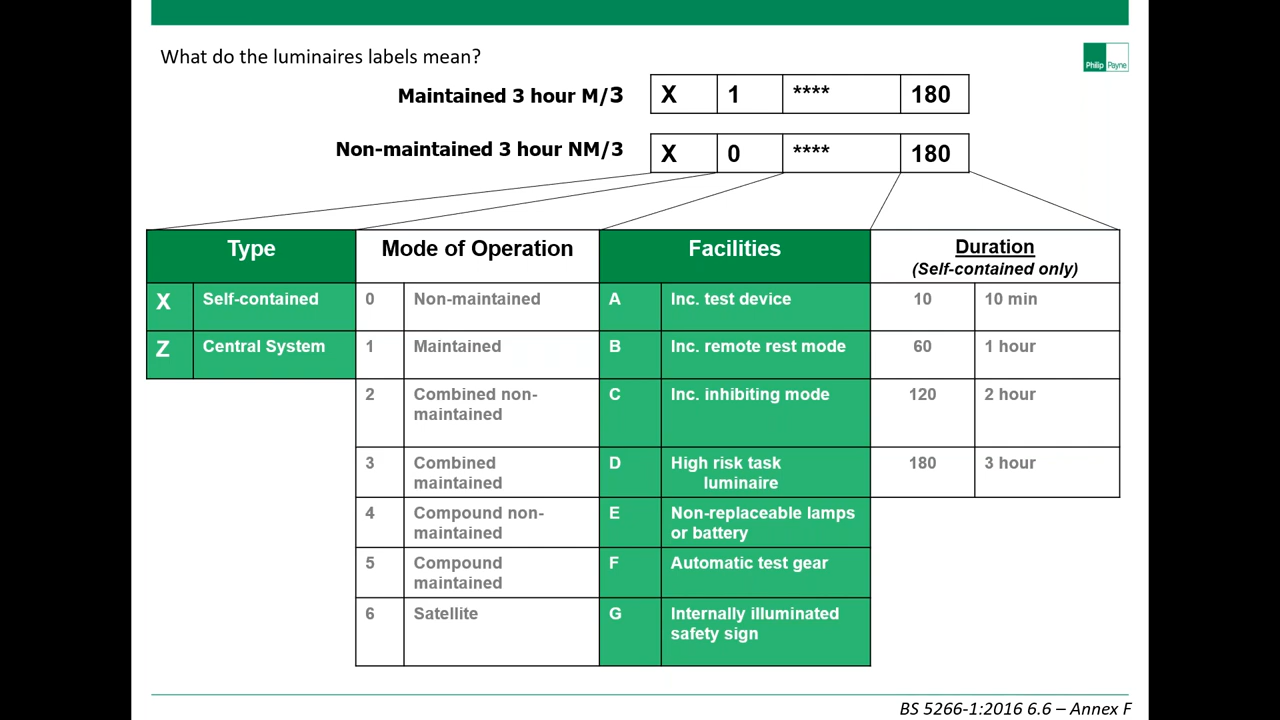 What do the luminaires labels mean?
Philip Payne
Maintained 3 hour M/3 X 1 **** 180
Non-maintained 3 hour NM/3 X 0 **** 180
Type Mode of Operation Facilities Duration
(Self-contained only)
X Self-contained 0 Non-maintained A Inc. test device 10 10 min
Z Central System 1 Maintained B Inc. remote rest mode 60 1 hour
2 Combined non- C Inc. inhibiting mode 120 2 hour
maintained
3 Combined D High risk task 180 3 hour
maintained luminaire
4 Compound non- E Non-replaceable lamps
maintained or battery
5 Compound F Automatic test gear
maintained
6 Satellite G Internally illuminated
safety sign
BS 5266-1:2016 6.6 – Annex F